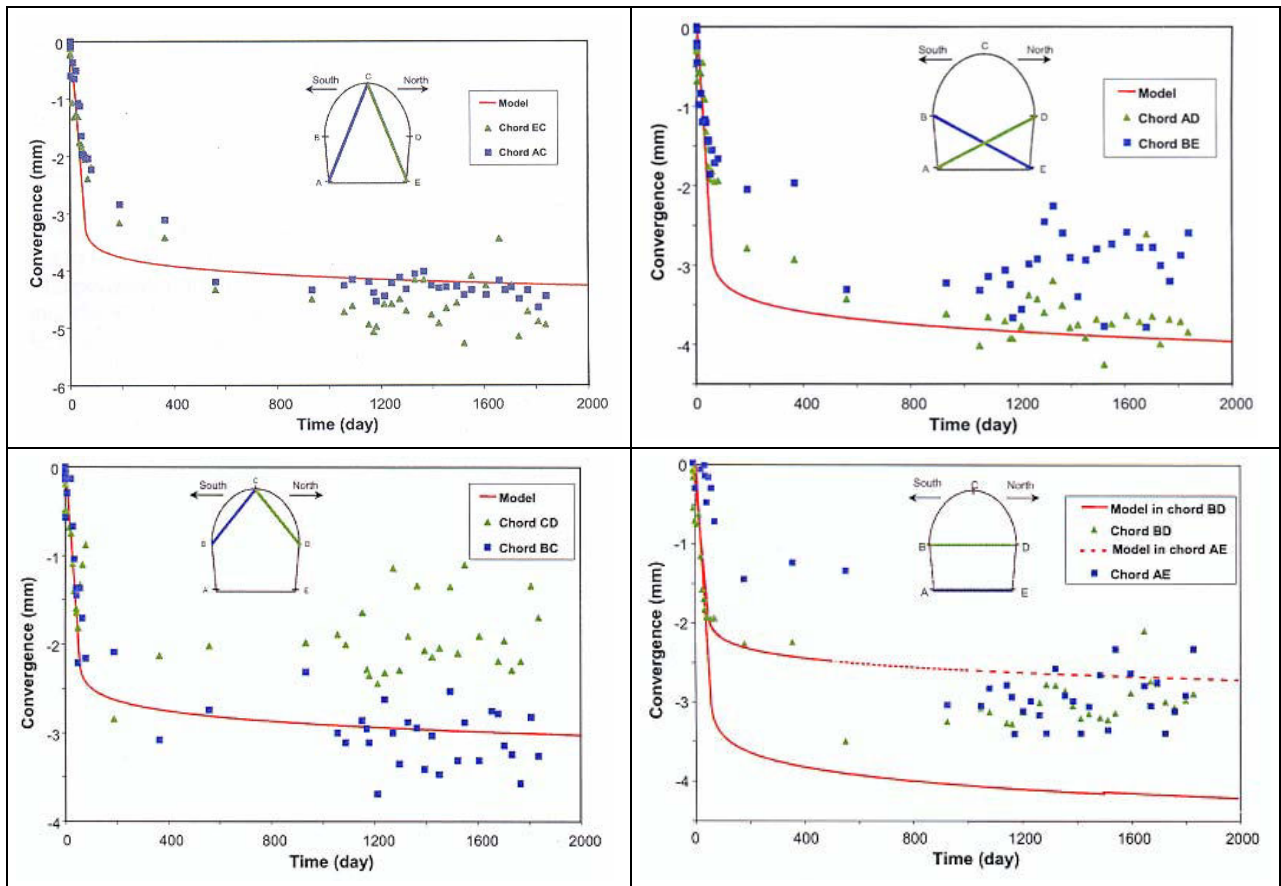 0
-1
-2
-3
-4
-5
-6
Convergence (mm)
0
400
800
1200
1600
2000
Time (day)
South
C
North
B
D
A
E
Model
Chord EC
Chord AC
0
-1
-2
-3
-4
Convergence (mm)
0
400
800
1200
1600
2000
Time (day)
C
South
North
B
D
A
E
Model
Chord AD
Chord BE
0
-1
-2
-3
-4
Convergence (mm)
0
400
800
1200
1600
2000
Time (day)
C
South
North
B
D
A
E
Model
Chord CD
Chord BC
0
-1
-2
-3
-4
Convergence (mm)
0
400
800
1200
1600
2000
Time (day)
C
South
North
B
D
A
E
Model in chord BD
Chord BD
Model in chord AE
Chord AE